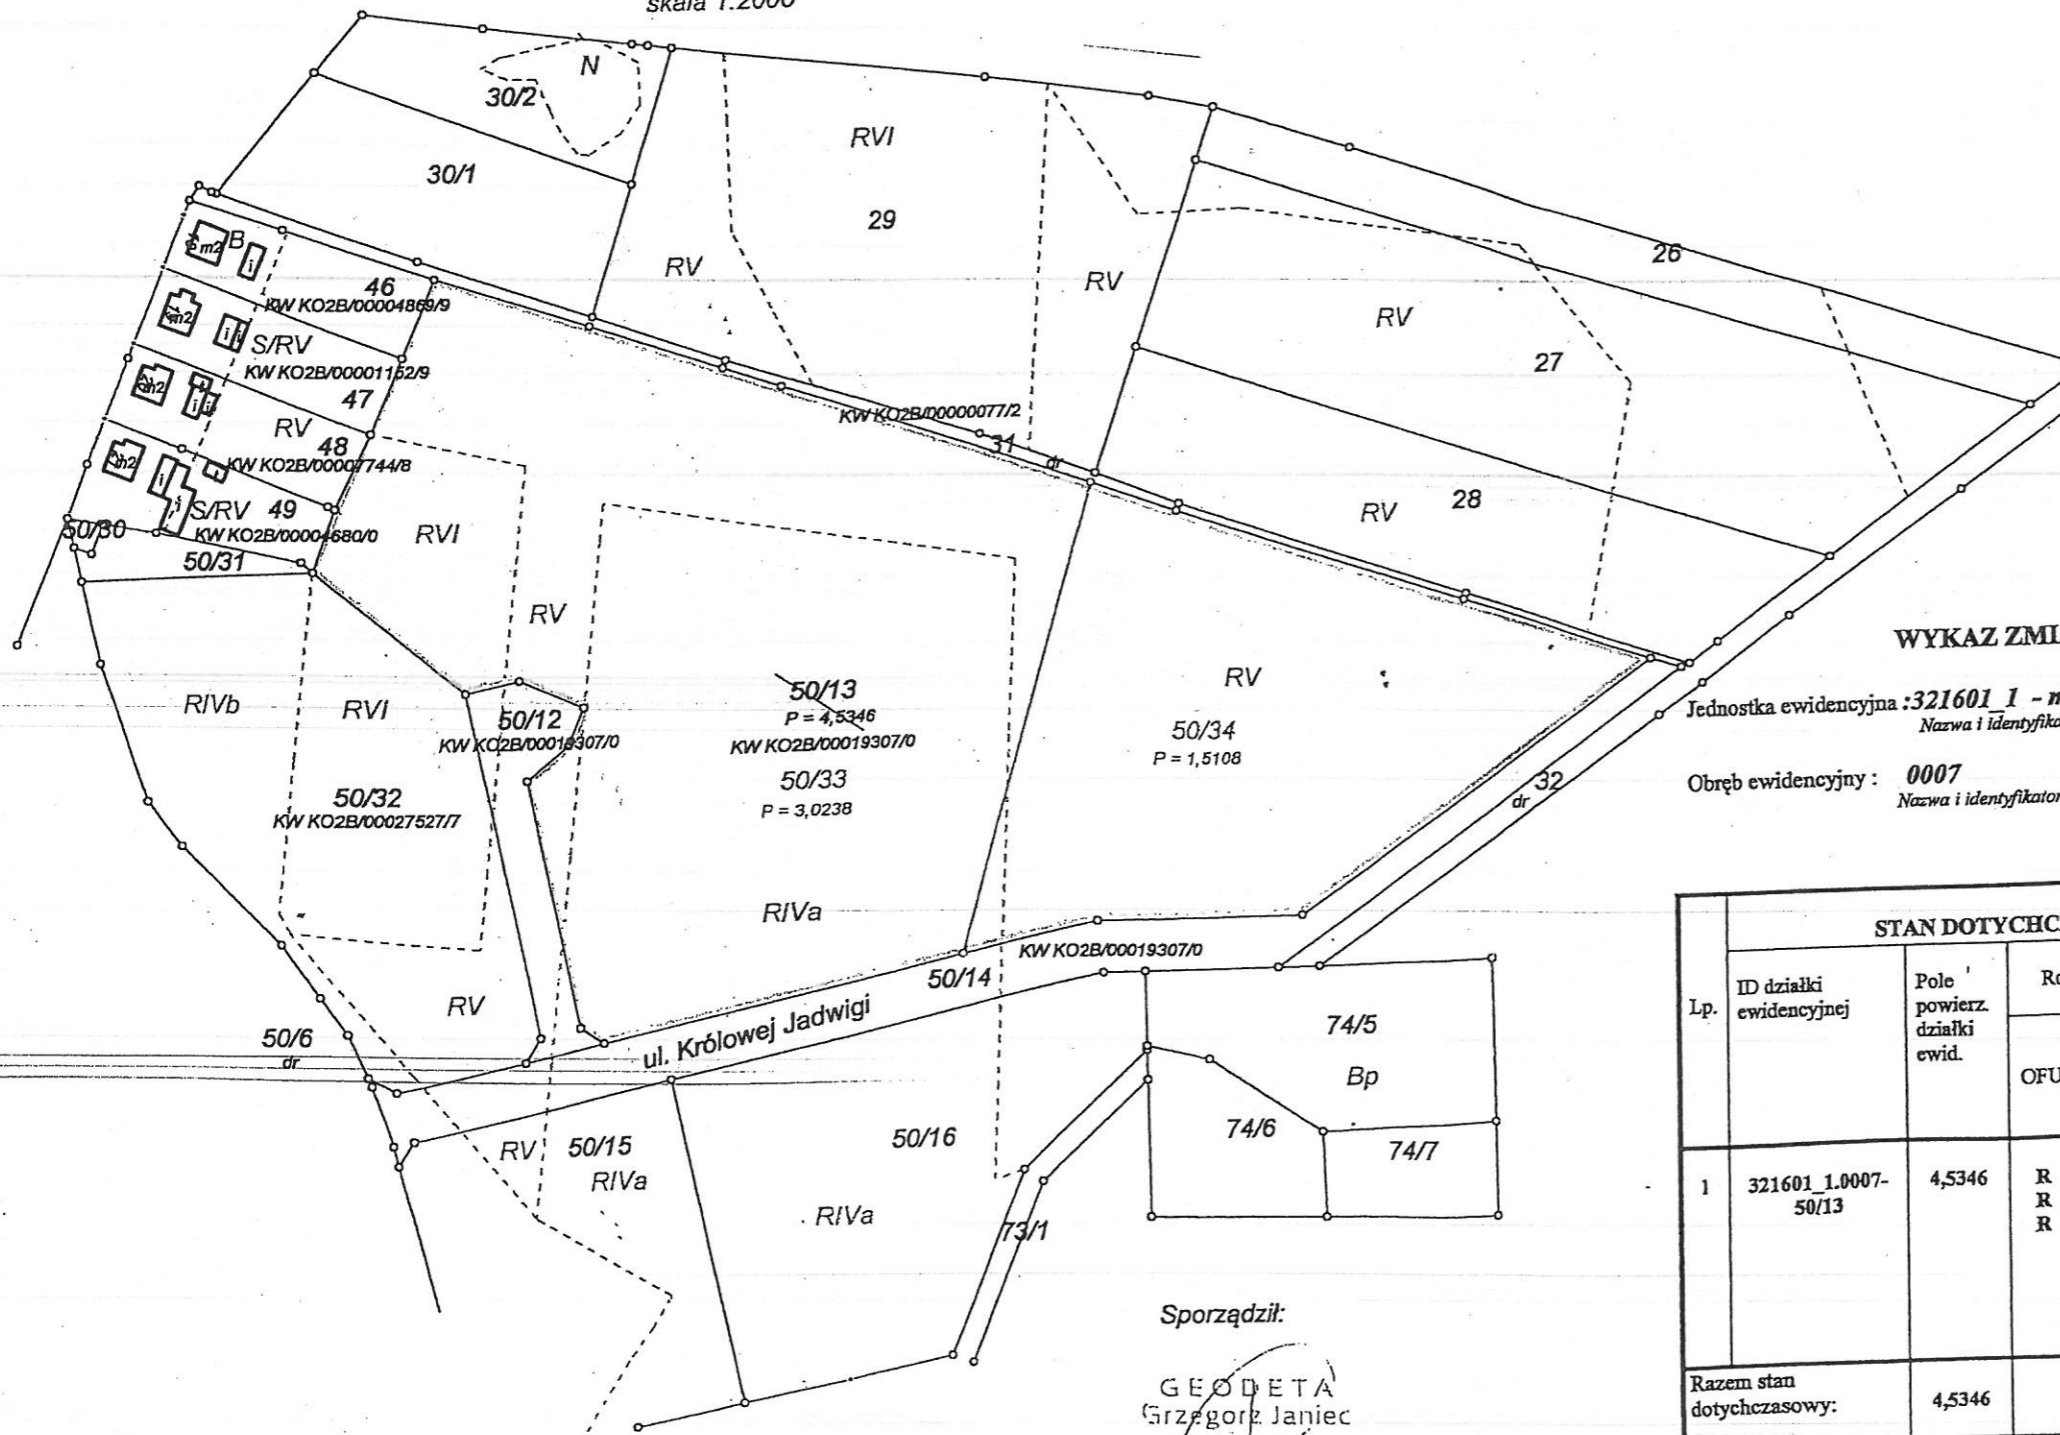 skala 1:2000
N
30/2
30/1
RVI
29
RV
RV
26
RV
27
28
RV
B
m2
i
46
KW KO2B/00004869/9
m2
i
i
S/RV
KW KO2B/00001152/9
47
m2
i
i
RV
48
KW KO2B/00007744/8
m2
i
i
S/RV
49
KW KO2B/00004680/0
50/30
50/31
KW KO2B/00000077/2
31
dr
RVI
RV
RIVb
RVI
50/12
KW KO2B/00019307/0
50/13
P = 4,5346
KW KO2B/00019307/0
50/33
P = 3,0238
RV
50/34
P = 1,5108
50/32
KW KO2B/00027527/7
RIVa
32
dr
KW KO2B/00019307/0
50/14
ul. Królowej Jadwigi
RV
50/6
dr
RV
50/15
RIVa
50/16
RIVa
73/1
74/5
Bp
74/6
74/7
WYKAZ ZMI
Jednostka ewidencyjna : 321601_1 - m
Nazwa i identyfika
Obręb ewidencyjny : 0007
Nazwa i identyfikator
STAN DOTYCHC
Lp.
ID działki
ewidencyjnej
Pole
powierz.
działki
ewid.
Ro
OFU
1
321601_1.0007-
50/13
4,5346
R
R
R
Razem stan
dotychczasowy:
4,5346
Sporządził:
GEODETA
Grzegorz Janiec